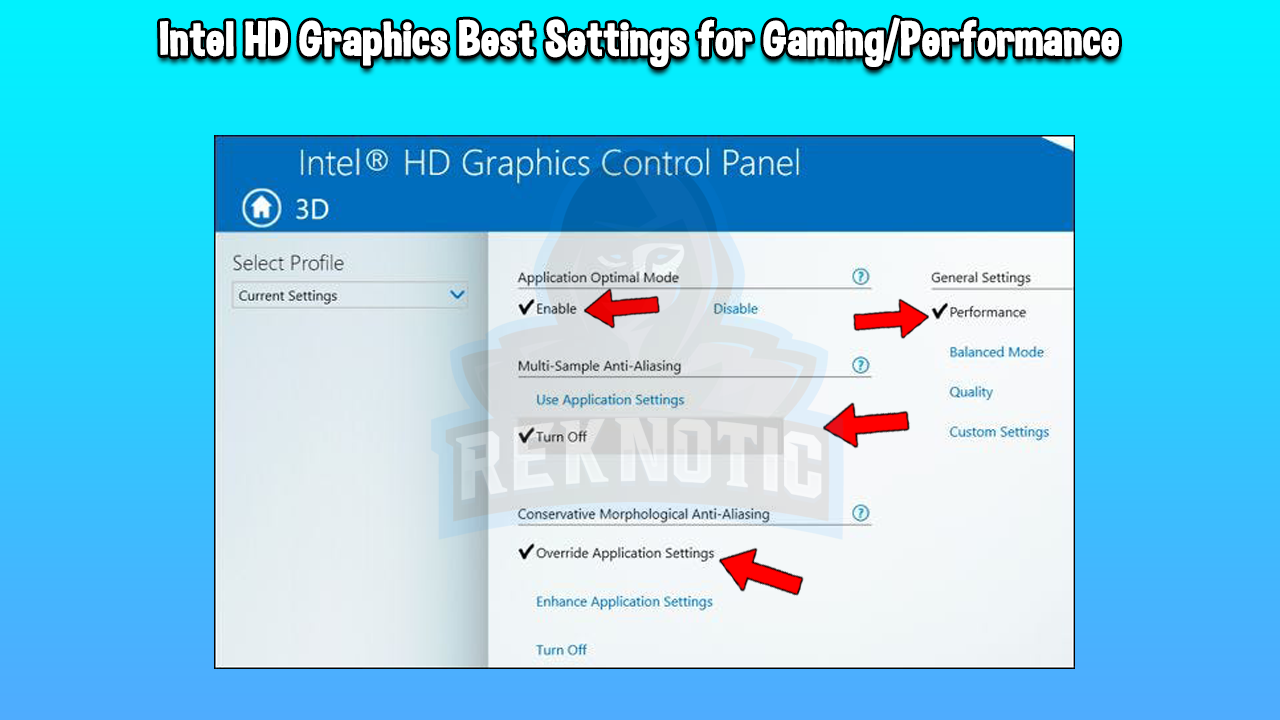 Intel HD Graphics Best Settings for Gaming/Performance
Intel® HD Graphics Control Panel
3D
Select Profile
Current Settings
Application Optimal Mode ?
Enable Disable
Multi-Sample Anti-Aliasing ?
Use Application Settings
Turn Off
Conservative Morphological Anti-Aliasing ?
Override Application Settings
Enhance Application Settings
Turn Off
General Settings
Performance
Balanced Mode
Quality
Custom Settings
REKNOTIC